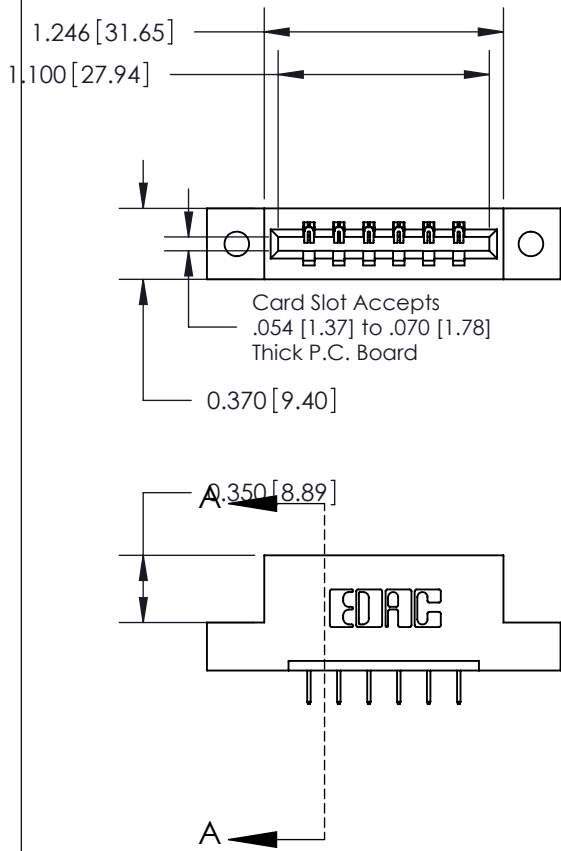 1.246 [31.65]
1.100 [27.94]
Card Slot Accepts
.054 [1.37] to .070 [1.78]
Thick P.C. Board
0.370 [9.40]
0.350 [8.89]
A
EDAC
A